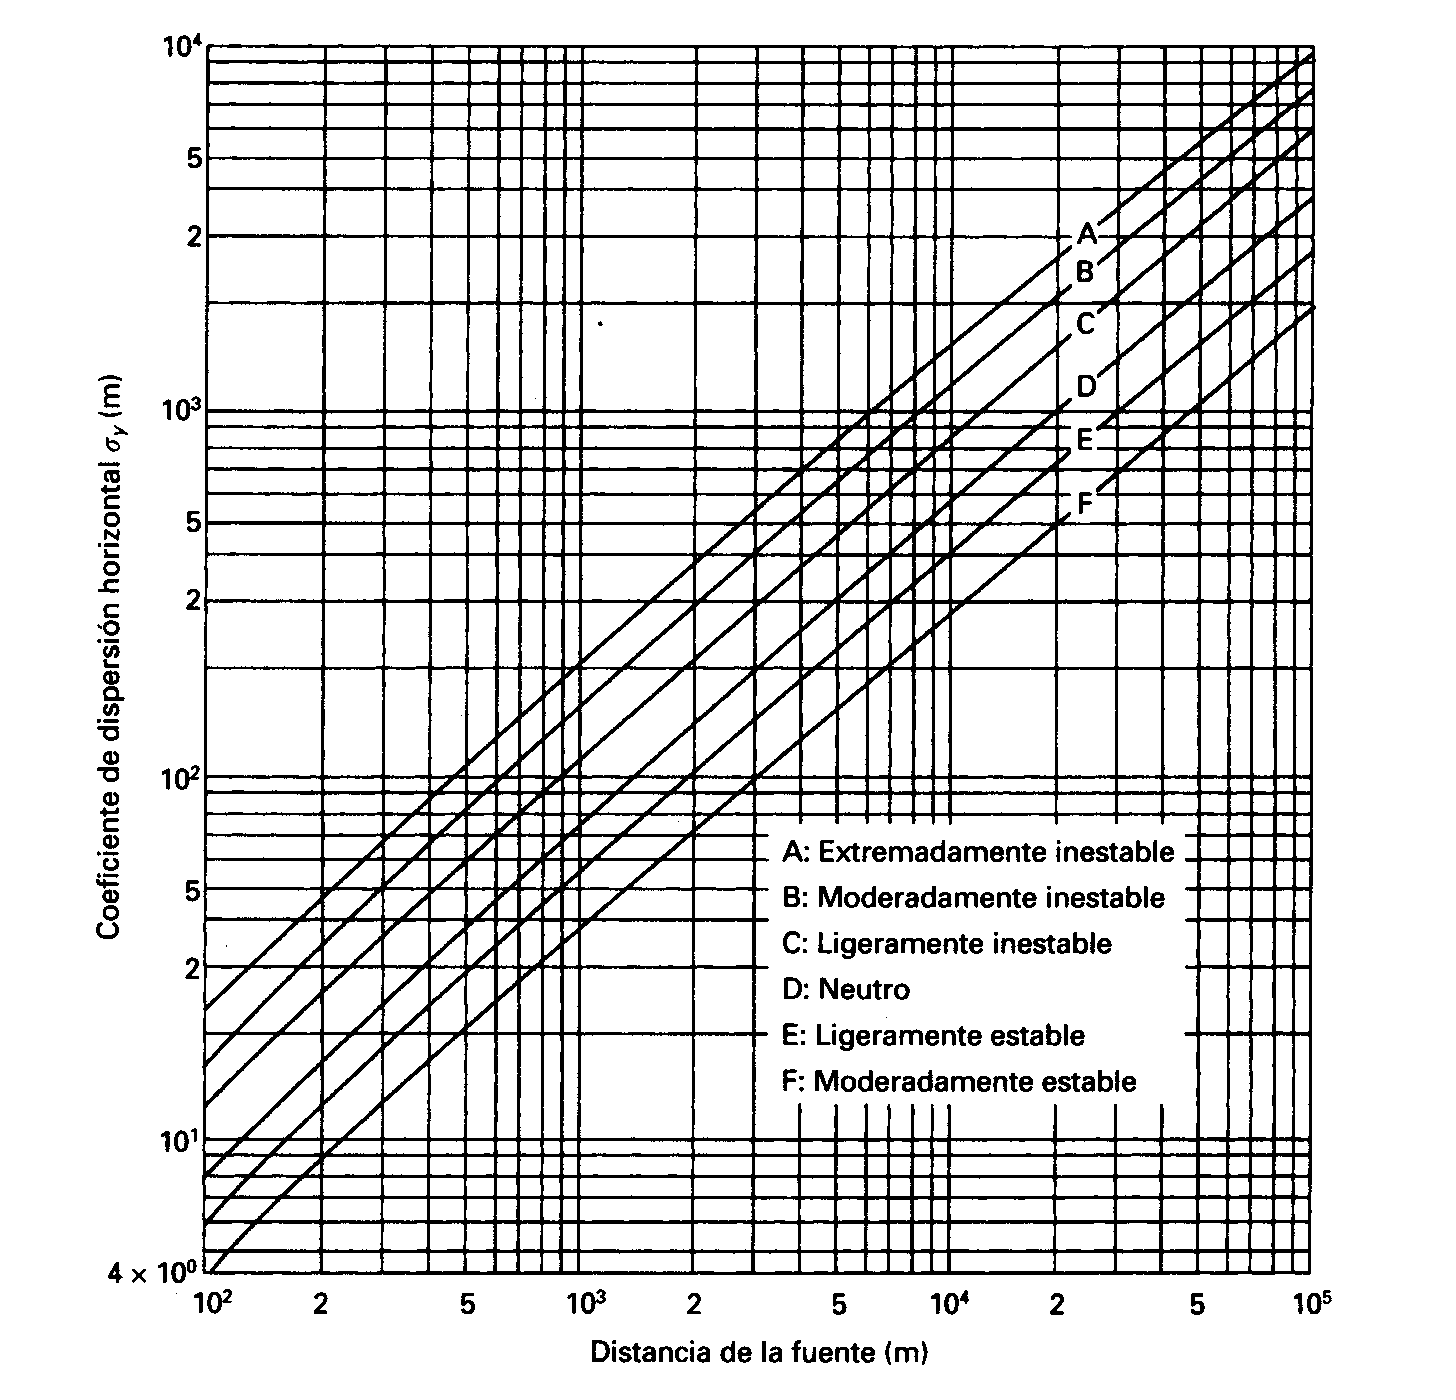 Coeficiente de dispersión horizontal σy (m)
10⁴
5
2
10³
5
2
10²
5
2
10¹
4 × 10⁰
A
B
C
D
E
F
A: Extremadamente inestable
B: Moderadamente inestable
C: Ligeramente inestable
D: Neutro
E: Ligeramente estable
F: Moderadamente estable
10² 2 5 10³ 2 5 10⁴ 2 5 10⁵
Distancia de la fuente (m)